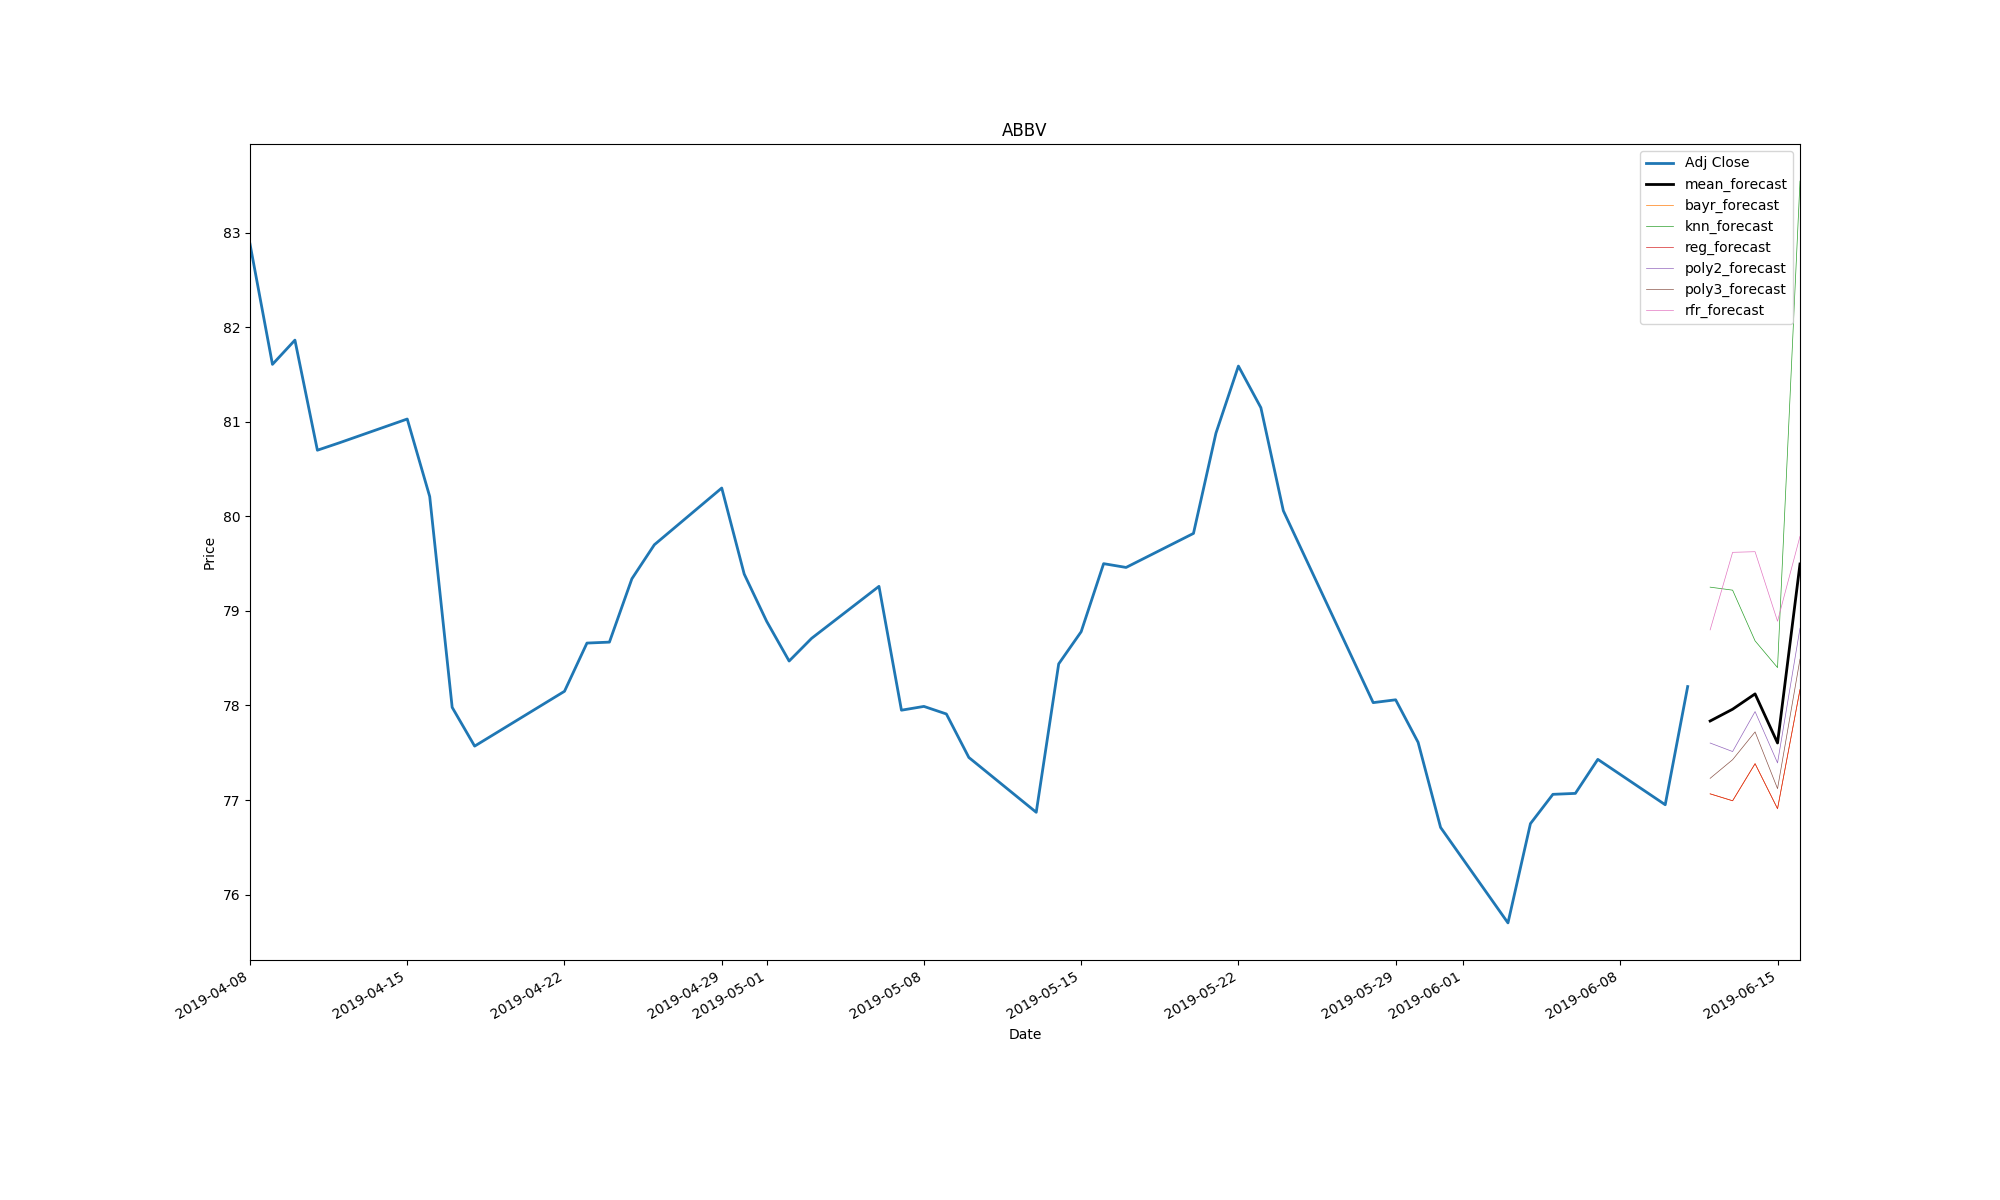 ABBV
Adj Close
mean_forecast
bayr_forecast
knn_forecast
reg_forecast
poly2_forecast
poly3_forecast
rfr_forecast
83
82
81
80
79
78
77
76
Price
2019-04-08
2019-04-15
2019-04-22
2019-04-29
2019-05-01
2019-05-08
2019-05-15
2019-05-22
2019-05-29
2019-06-01
2019-06-08
2019-06-15
Date